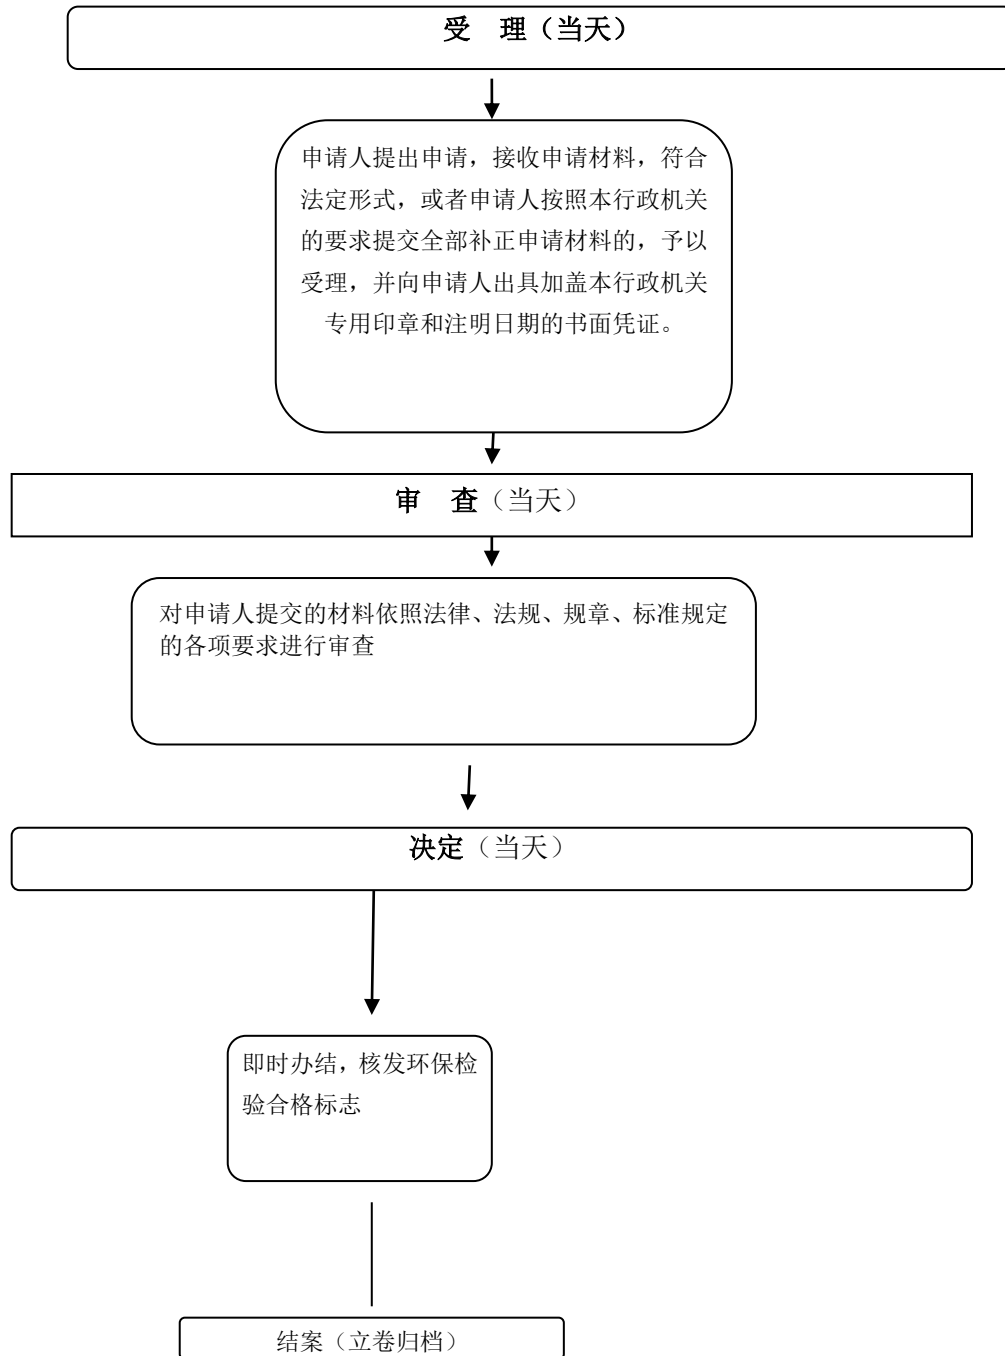 受　理（当天）
申请人提出申请，接收申请材料，符合
法定形式，或者申请人按照本行政机关
的要求提交全部补正申请材料的，予以
受理，并向申请人出具加盖本行政机关
专用印章和注明日期的书面凭证。
审　查（当天）
对申请人提交的材料依照法律、法规、规章、标准规定
的各项要求进行审查
决定（当天）
即时办结，核发环保检
验合格标志
结案（立卷归档）